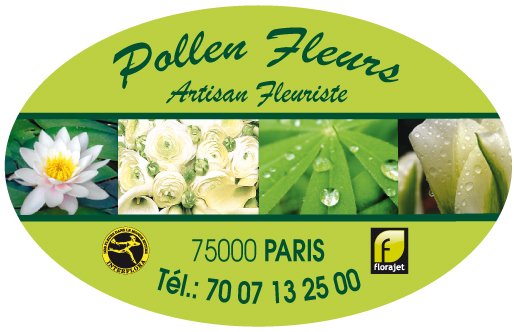 Pollen Fleurs
Artisan Fleuriste
INTERFLORA
75000 PARIS
florajet
Tél.: 70 07 13 25 00